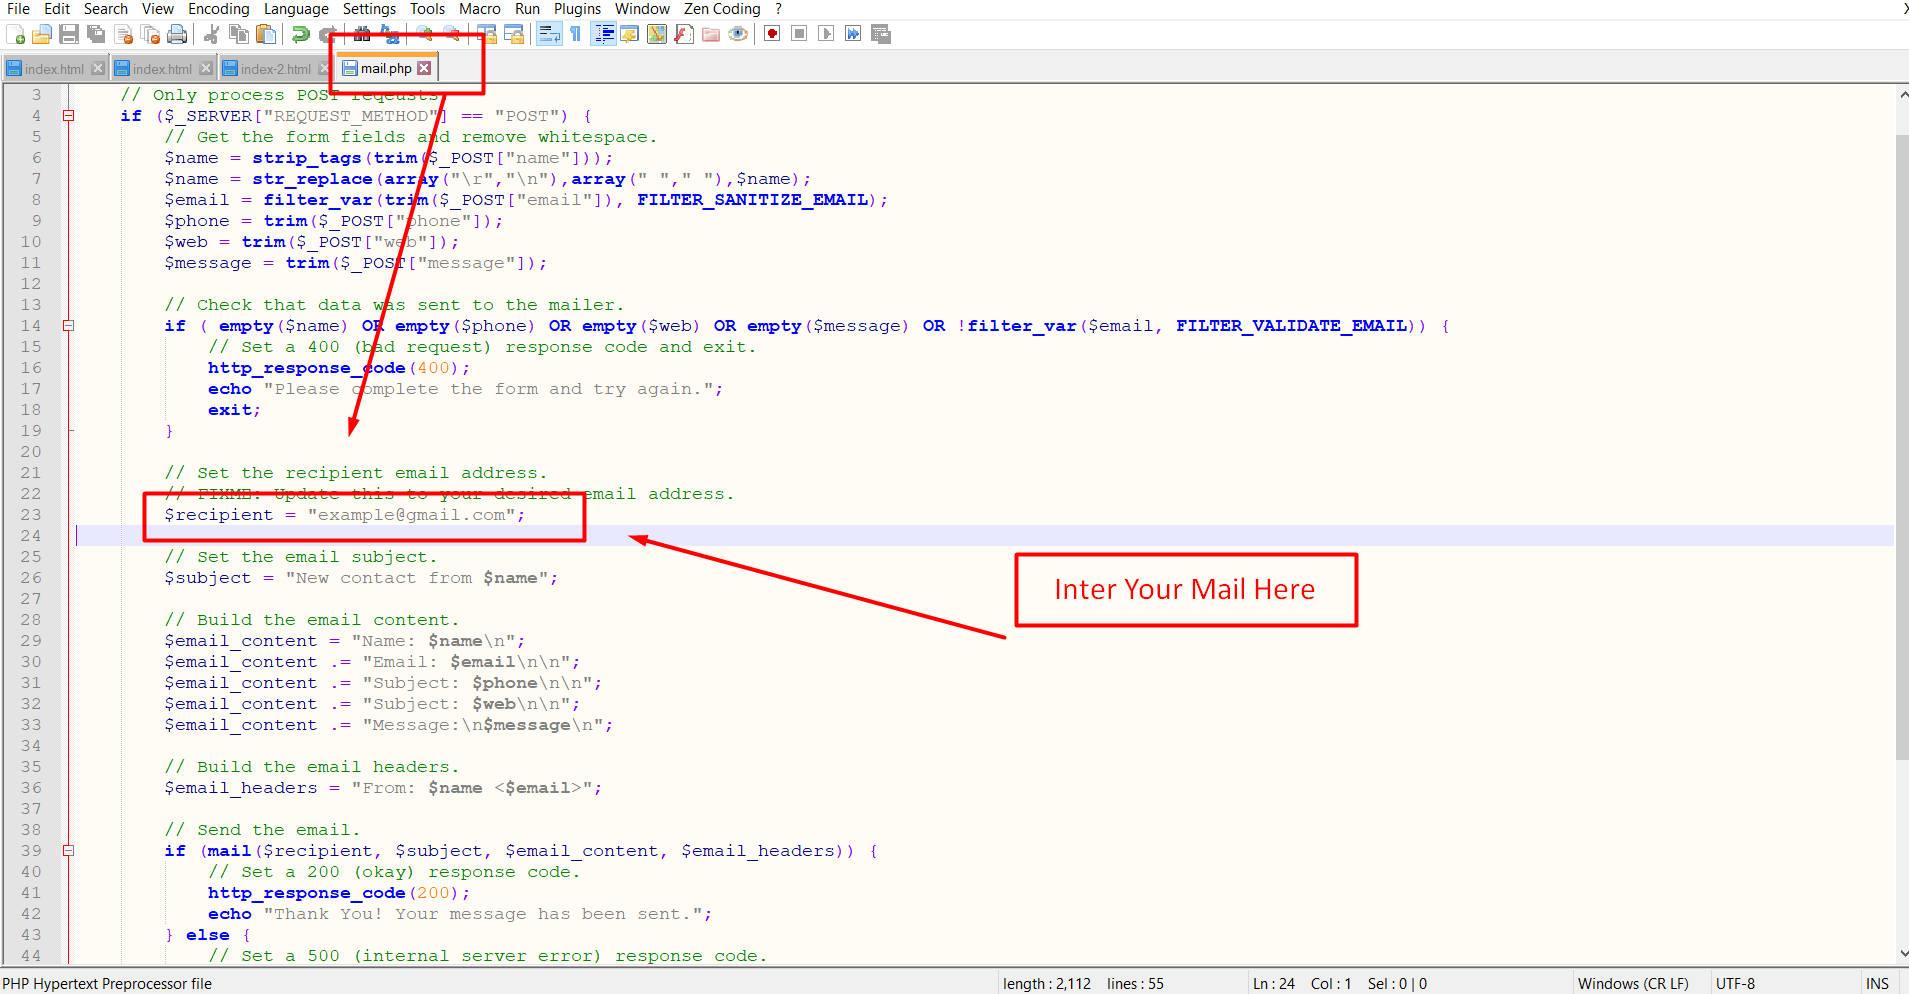 File Edit Search View Encoding Language Settings Tools Macro Run Plugins Window Zen Coding ? X
index.html index.html index-2.html mail.php
3 // Only process POST reqeusts
4 if ($_SERVER["REQUEST_METHOD"] == "POST") {
5 // Get the form fields and remove whitespace.
6 $name = strip_tags(trim($_POST["name"]));
7 $name = str_replace(array("\r","\n"),array(" "," "),$name);
8 $email = filter_var(trim($_POST["email"]), FILTER_SANITIZE_EMAIL);
9 $phone = trim($_POST["phone"]);
10 $web = trim($_POST["web"]);
11 $message = trim($_POST["message"]);
12
13 // Check that data was sent to the mailer.
14 if ( empty($name) OR empty($phone) OR empty($web) OR empty($message) OR !filter_var($email, FILTER_VALIDATE_EMAIL)) {
15 // Set a 400 (bad request) response code and exit.
16 http_response_code(400);
17 echo "Please complete the form and try again.";
18 exit;
19 }
20
21 // Set the recipient email address.
22 // FIXME: Update this to your desired email address.
23 $recipient = "example@gmail.com";
24
25 // Set the email subject.
26 $subject = "New contact from $name";
Inter Your Mail Here
27
28 // Build the email content.
29 $email_content = "Name: $name\n";
30 $email_content .= "Email: $email\n\n";
31 $email_content .= "Subject: $phone\n\n";
32 $email_content .= "Subject: $web\n\n";
33 $email_content .= "Message:\n$message\n";
34
35 // Build the email headers.
36 $email_headers = "From: $name <$email>";
37
38 // Send the email.
39 if (mail($recipient, $subject, $email_content, $email_headers)) {
40 // Set a 200 (okay) response code.
41 http_response_code(200);
42 echo "Thank You! Your message has been sent.";
43 } else {
44 // Set a 500 (internal server error) response code.
PHP Hypertext Preprocessor file length : 2,112 lines : 55 Ln : 24 Col : 1 Sel : 0 | 0 Windows (CR LF) UTF-8 INS